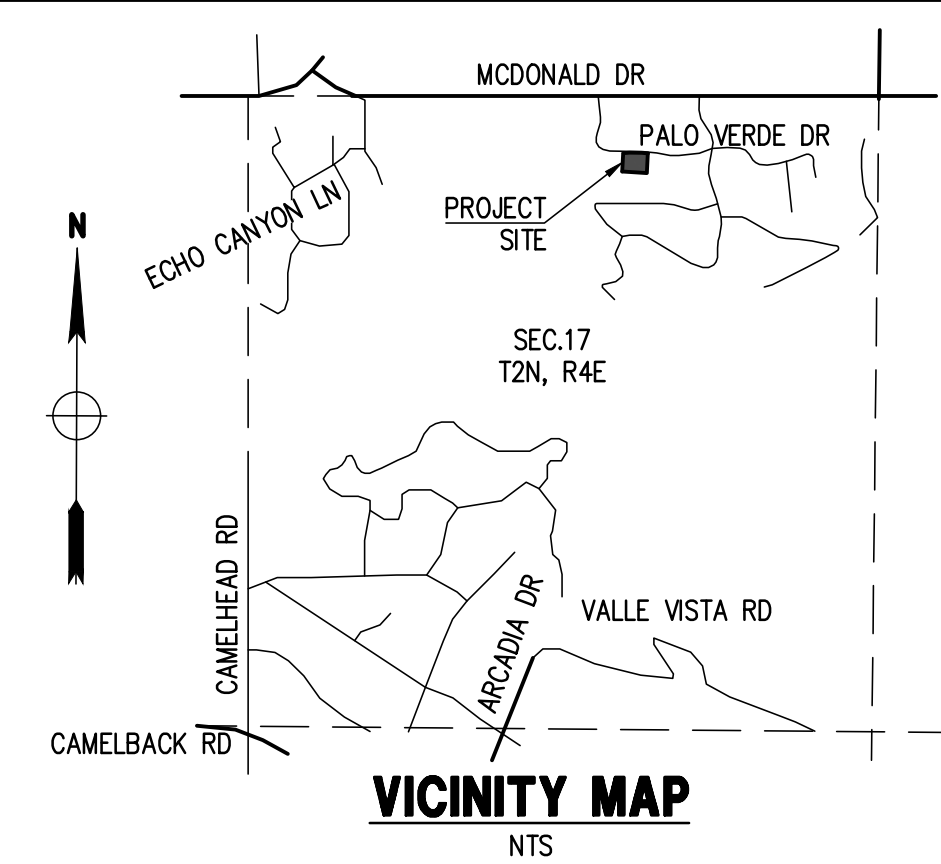 MCDONALD DR
PALO VERDE DR
PROJECT
SITE
ECHO CANYON LN
N
SEC.17
T2N, R4E
CAMELHEAD RD
ARCADIA DR
VALLE VISTA RD
CAMELBACK RD
VICINITY MAP
NTS